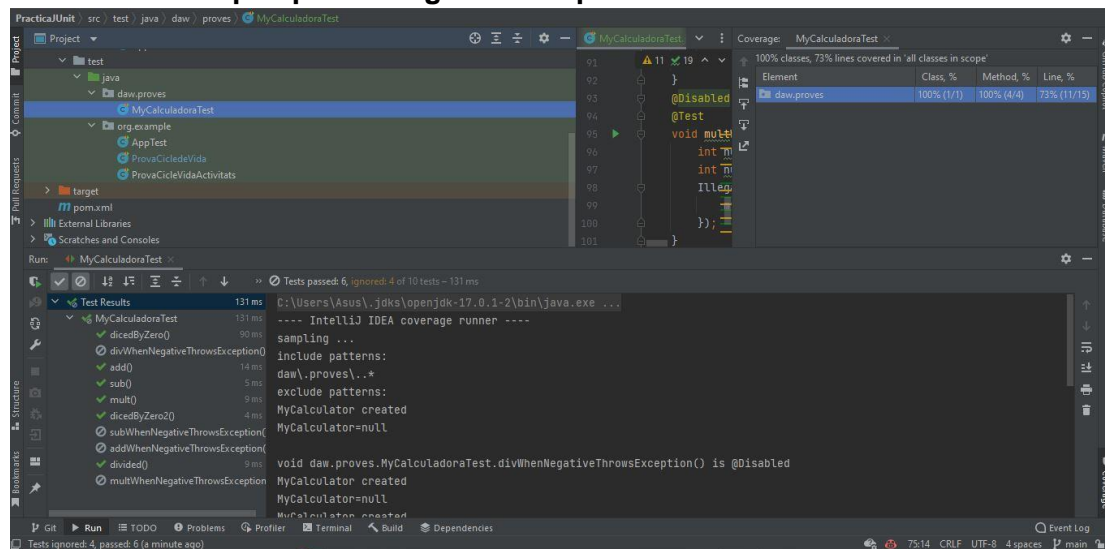 PracticaJUnit > src > test > java > daw > proves > MyCalculadoraTest
Project
test
java
daw.proves
MyCalculadoraTest
org.example
AppTest
ProvaCicledeVida
ProvaCicleVidaActivitats
target
pom.xml
External Libraries
Scratches and Consoles
Project
Commit
Pull Requests
Structure
Bookmarks
MyCalculadoraTest
11 19
91
92 }
93 @Disabled
94 @Test
95 void mult
96 int
97 int
98 Illeg
99
100 });
101 }
Coverage: MyCalculadoraTest
100% classes, 73% lines covered in 'all classes in scope'
Element Class, % Method, % Line, %
daw.proves 100% (1/1) 100% (4/4) 73% (11/15)
Run: MyCalculadoraTest
Tests passed: 6, ignored: 4 of 10 tests – 131 ms
Test Results 131 ms
MyCalculadoraTest 131 ms
dicedByZero() 90 ms
divWhenNegativeThrowsException()
add() 14 ms
sub() 5 ms
mult() 9 ms
dicedByZero2() 4 ms
subWhenNegativeThrowsException(
addWhenNegativeThrowsException(
divided() 9 ms
multWhenNegativeThrowsException
C:\Users\Asus\.jdks\openjdk-17.0.1-2\bin\java.exe ...
---- IntelliJ IDEA coverage runner ----
sampling ...
include patterns:
daw\.proves\..*
exclude patterns:
MyCalculator created
MyCalculator=null
void daw.proves.MyCalculadoraTest.divWhenNegativeThrowsException() is @Disabled
MyCalculator created
MyCalculator=null
MyCalculator created
Git Run TODO Problems Profiler Terminal Build Dependencies Event Log
Tests ignored: 4, passed: 6 (a minute ago) 75:14 CRLF UTF-8 4 spaces main